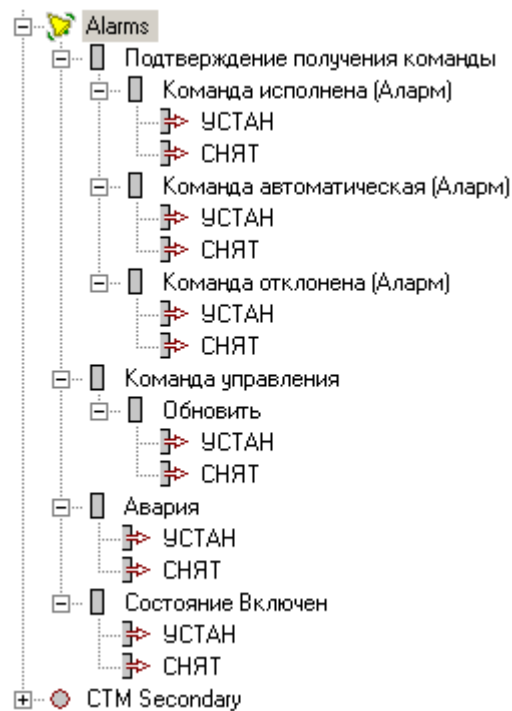 Alarms
Подтверждение получения команды
Команда исполнена (Аларм)
УСТАН
СНЯТ
Команда автоматическая (Аларм)
УСТАН
СНЯТ
Команда отклонена (Аларм)
УСТАН
СНЯТ
Команда управления
Обновить
УСТАН
СНЯТ
Авария
УСТАН
СНЯТ
Состояние Включен
УСТАН
СНЯТ
CTM Secondary